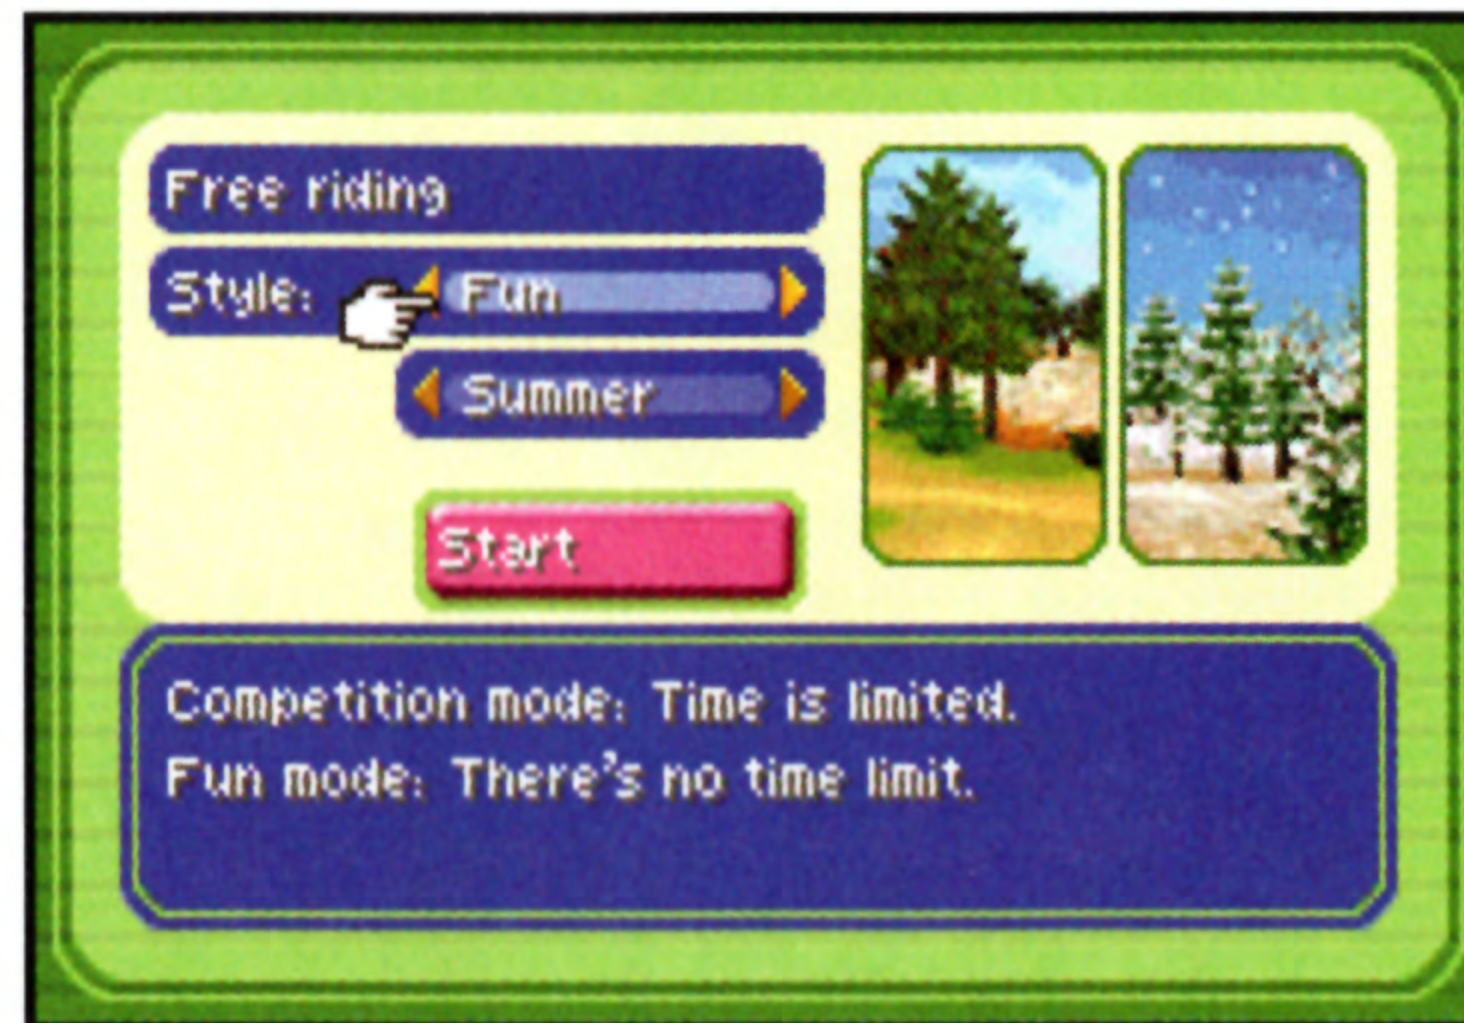 Free riding
Style: Fun
Summer
Start
Competition mode: Time is limited.
Fun mode: There's no time limit.